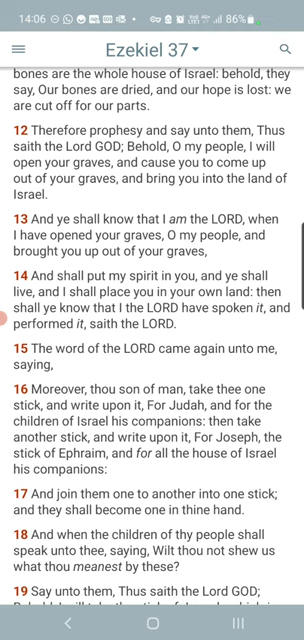 14:06
86%
Ezekiel 37
bones are the whole house of Israel: behold, they
say, Our bones are dried, and our hope is lost: we
are cut off for our parts.
12 Therefore prophesy and say unto them, Thus
saith the Lord GOD; Behold, O my people, I will
open your graves, and cause you to come up
out of your graves, and bring you into the land of
Israel.
13 And ye shall know that I am the LORD, when
I have opened your graves, O my people, and
brought you up out of your graves,
14 And shall put my spirit in you, and ye shall
live, and I shall place you in your own land: then
shall ye know that I the LORD have spoken it, and
performed it, saith the LORD.
15 The word of the LORD came again unto me,
saying,
16 Moreover, thou son of man, take thee one
stick, and write upon it, For Judah, and for the
children of Israel his companions: then take
another stick, and write upon it, For Joseph, the
stick of Ephraim, and for all the house of Israel
his companions:
17 And join them one to another into one stick;
and they shall become one in thine hand.
18 And when the children of thy people shall
speak unto thee, saying, Wilt thou not shew us
what thou meanest by these?
19 Say unto them, Thus saith the Lord GOD;